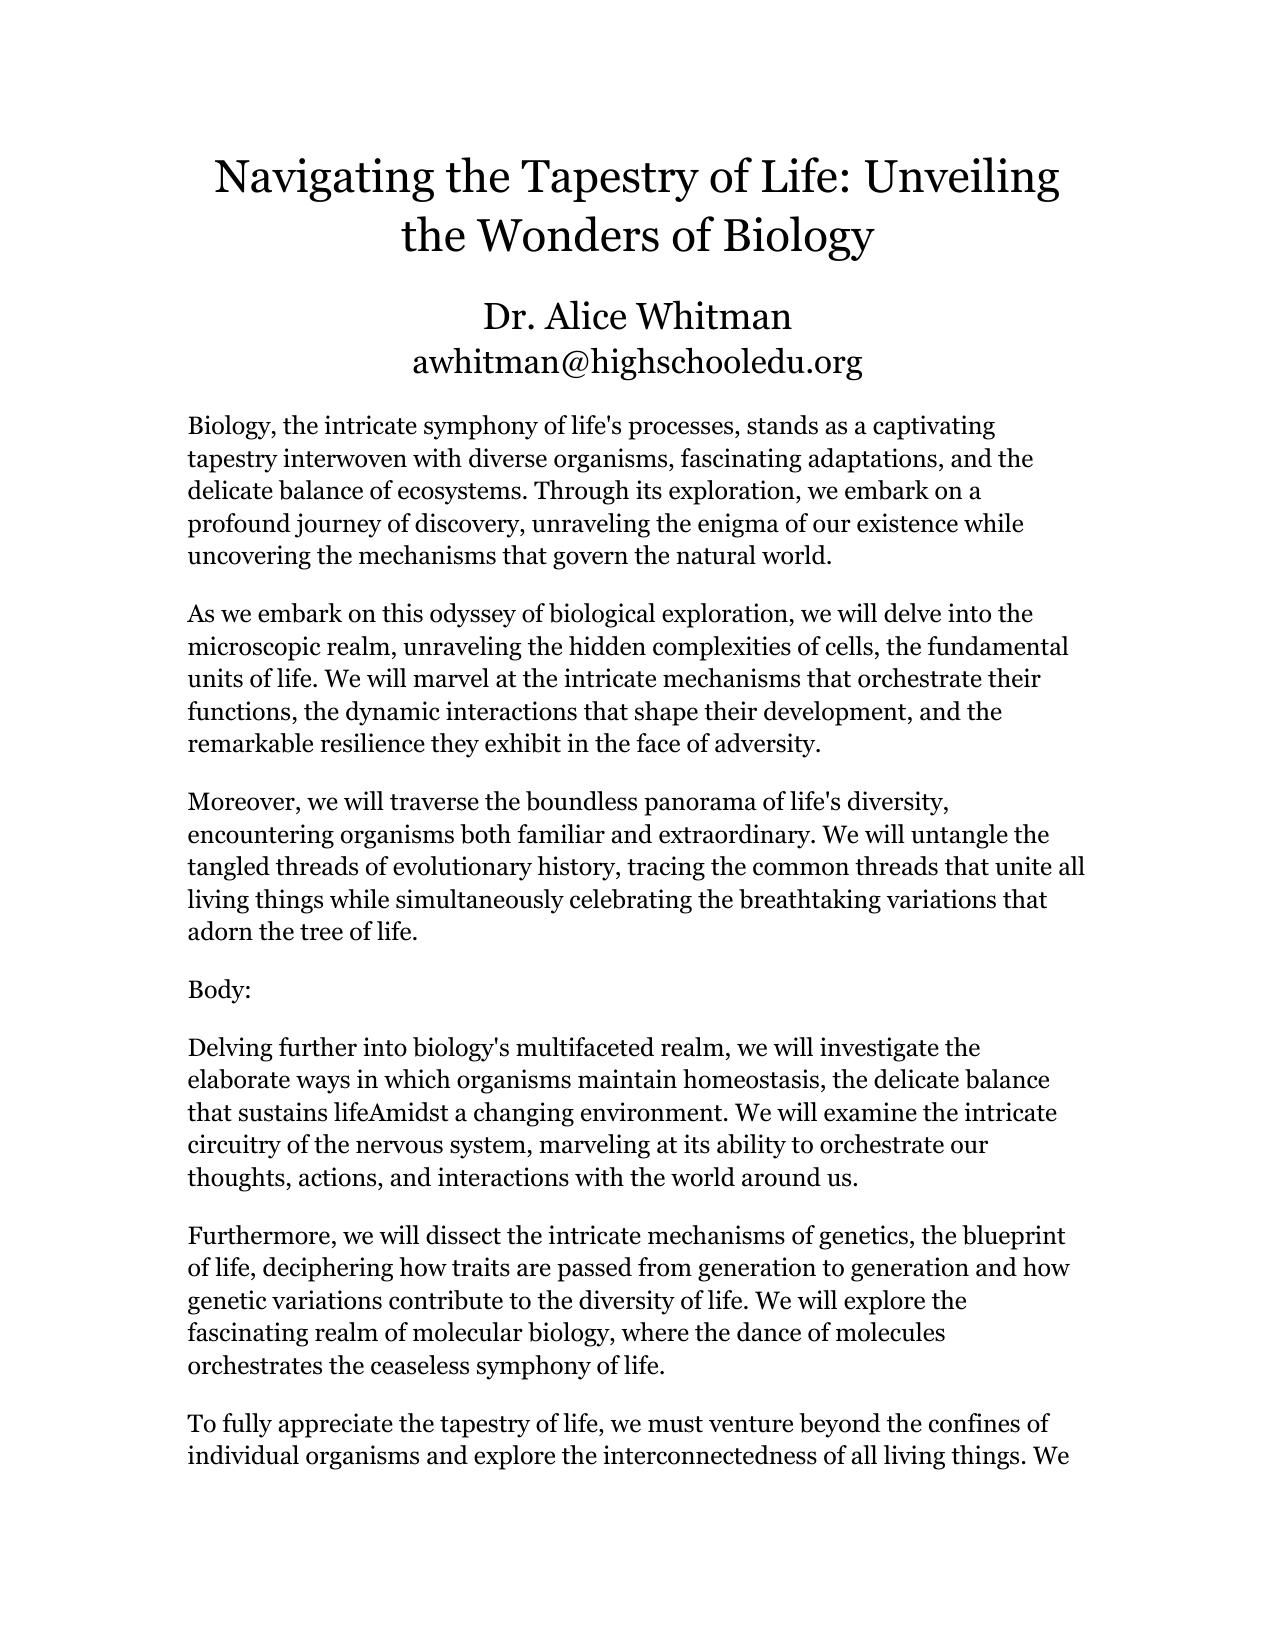 Navigating the Tapestry of Life: Unveiling
the Wonders of Biology
Dr. Alice Whitman
awhitman@highschooledu.org
Biology, the intricate symphony of life's processes, stands as a captivating
tapestry interwoven with diverse organisms, fascinating adaptations, and the
delicate balance of ecosystems. Through its exploration, we embark on a
profound journey of discovery, unraveling the enigma of our existence while
uncovering the mechanisms that govern the natural world.
As we embark on this odyssey of biological exploration, we will delve into the
microscopic realm, unraveling the hidden complexities of cells, the fundamental
units of life. We will marvel at the intricate mechanisms that orchestrate their
functions, the dynamic interactions that shape their development, and the
remarkable resilience they exhibit in the face of adversity.
Moreover, we will traverse the boundless panorama of life's diversity,
encountering organisms both familiar and extraordinary. We will untangle the
tangled threads of evolutionary history, tracing the common threads that unite all
living things while simultaneously celebrating the breathtaking variations that
adorn the tree of life.
Body:
Delving further into biology's multifaceted realm, we will investigate the
elaborate ways in which organisms maintain homeostasis, the delicate balance
that sustains lifeAmidst a changing environment. We will examine the intricate
circuitry of the nervous system, marveling at its ability to orchestrate our
thoughts, actions, and interactions with the world around us.
Furthermore, we will dissect the intricate mechanisms of genetics, the blueprint
of life, deciphering how traits are passed from generation to generation and how
genetic variations contribute to the diversity of life. We will explore the
fascinating realm of molecular biology, where the dance of molecules
orchestrates the ceaseless symphony of life.
To fully appreciate the tapestry of life, we must venture beyond the confines of
individual organisms and explore the interconnectedness of all living things. We